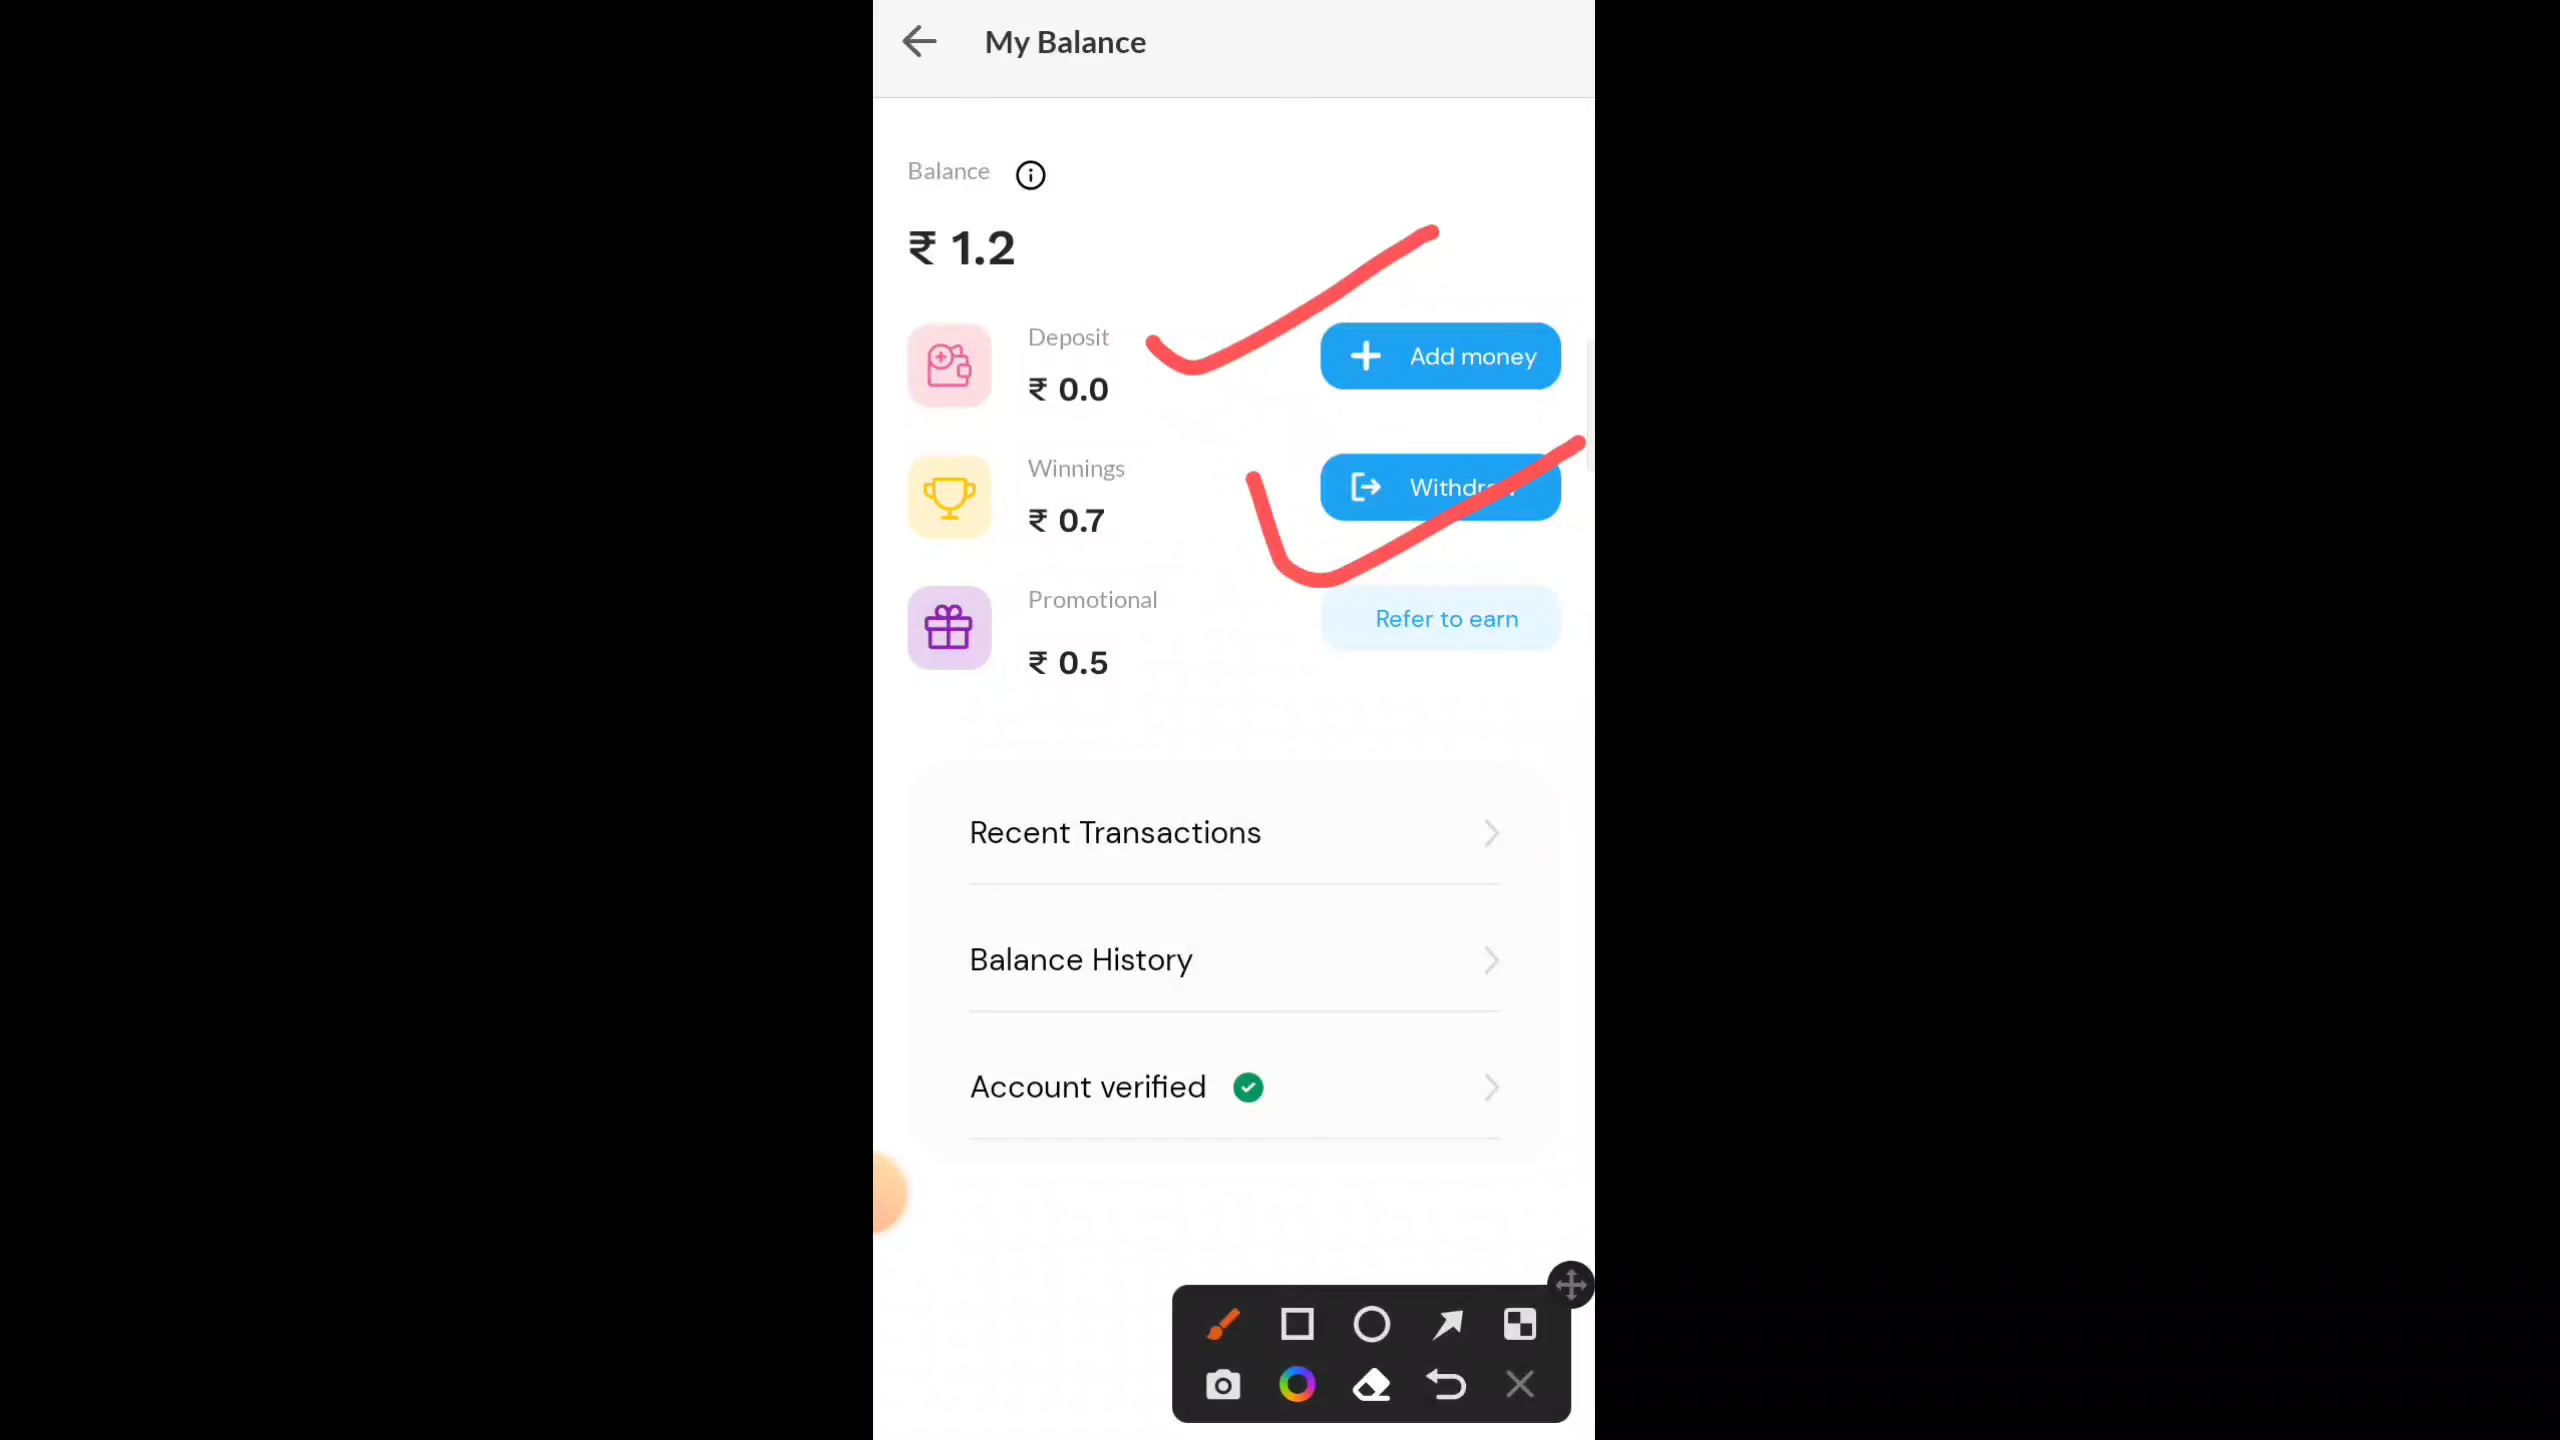 My Balance
Balance
₹ 1.2
Deposit
₹ 0.0
Add money
Winnings
₹ 0.7
Promotional
₹ 0.5
Refer to earn
Recent Transactions
Balance History
Account verified